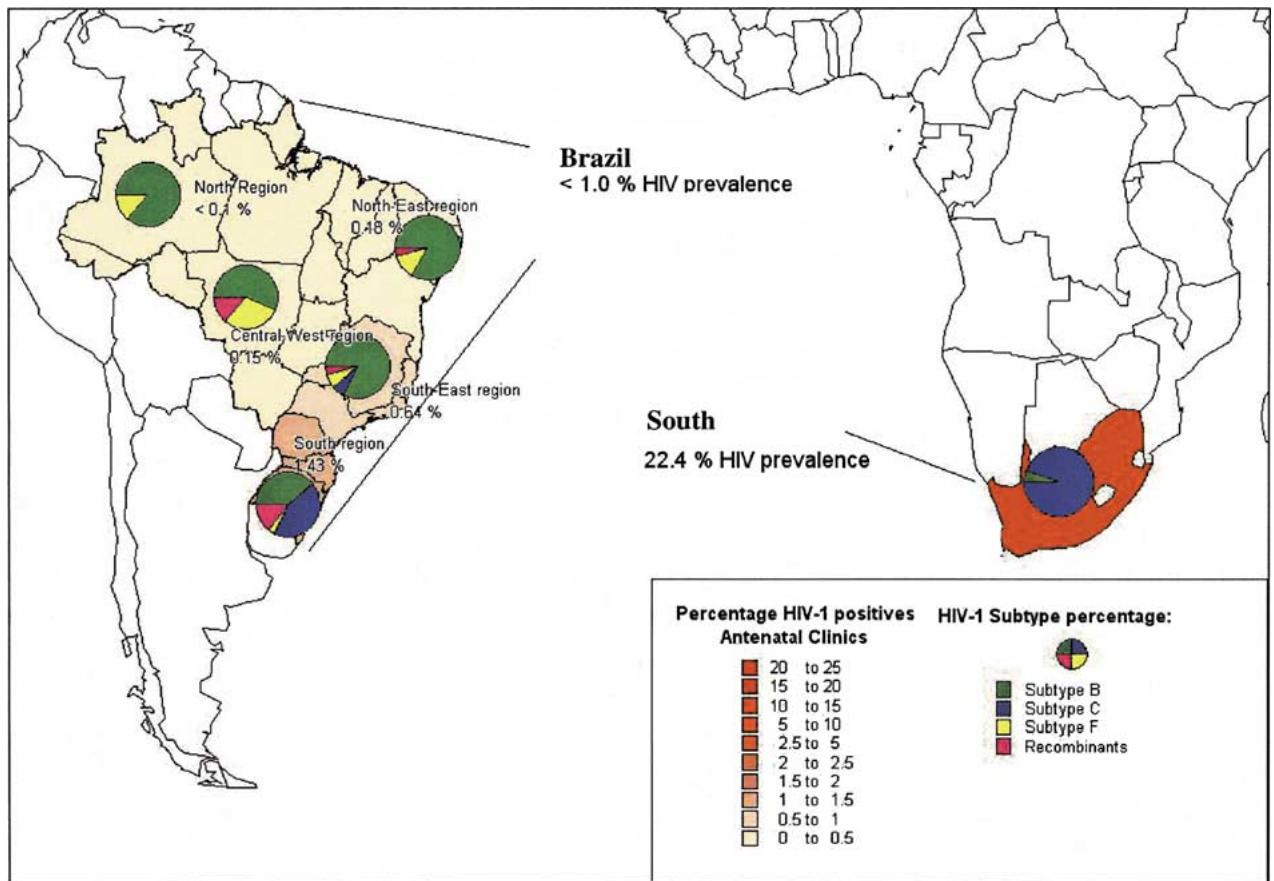 Brazil
< 1.0 % HIV prevalence
North Region
< 0.1 %
North-East region
0.48 %
Central-West region
0.15 %
South-East region
0.64 %
South region
1.43 %
South
22.4 % HIV prevalence
Percentage HIV-1 positives
Antenatal Clinics
20 to 25
15 to 20
10 to 15
5 to 10
2.5 to 5
2 to 2.5
1.5 to 2
1 to 1.5
0.5 to 1
0 to 0.5
HIV-1 Subtype percentage:
Subtype B
Subtype C
Subtype F
Recombinants